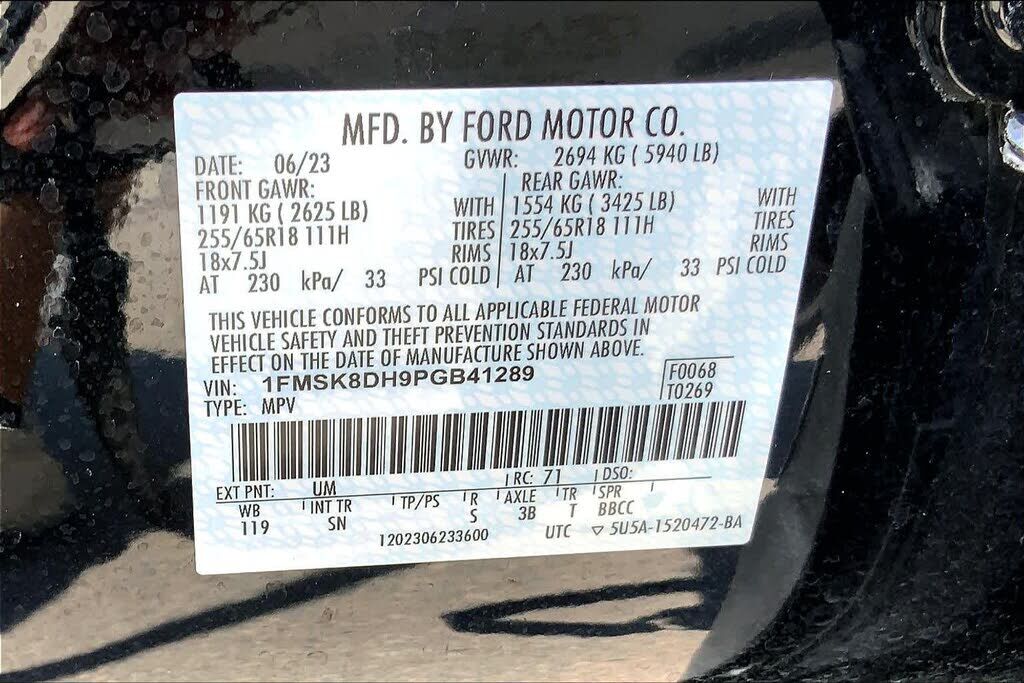 MFD. BY FORD MOTOR CO.
DATE: 06/23 GVWR: 2694 KG ( 5940 LB)
FRONT GAWR: REAR GAWR:
1191 KG ( 2625 LB) WITH 1554 KG ( 3425 LB) WITH
255/65R18 111H TIRES 255/65R18 111H TIRES
18x7.5J RIMS 18x7.5J RIMS
AT 230 kPa/ 33 PSI COLD AT 230 kPa/ 33 PSI COLD
THIS VEHICLE CONFORMS TO ALL APPLICABLE FEDERAL MOTOR
VEHICLE SAFETY AND THEFT PREVENTION STANDARDS IN
EFFECT ON THE DATE OF MANUFACTURE SHOWN ABOVE.
VIN: 1FMSK8DH9PGB41289 F0068
TYPE: MPV T0269
EXT PNT: UM RC: 71 DSO:
WB INT TR TP/PS R AXLE TR SPR
119 SN S 3B T BBCC
1202306233600 UTC ▽ 5U5A-1520472-BA